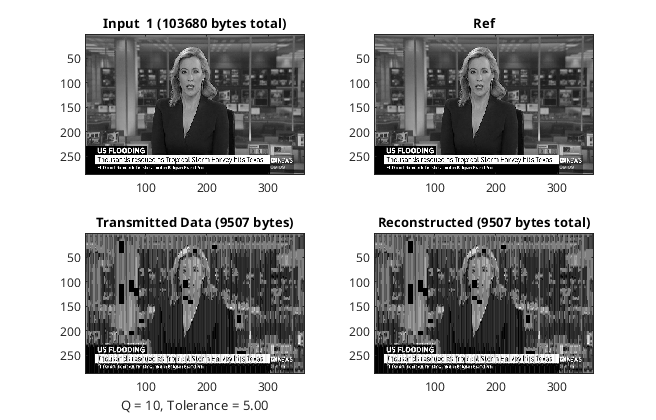 Input 1 (103680 bytes total)
Ref
50
100
150
200
250
US FLOODING
Thousands rescued as Tropical Storm Harvey hits Texas
NEWS
100
200
300
50
100
150
200
250
US FLOODING
Thousands rescued as Tropical Storm Harvey hits Texas
NEWS
100
200
300
Transmitted Data (9507 bytes)
Reconstructed (9507 bytes total)
50
100
150
200
250
US FLOODING
Thousands rescued as Tropical Storm Harvey hits Texas
NEWS
100
200
300
Q = 10, Tolerance = 5.00
50
100
150
200
250
US FLOODING
Thousands rescued as Tropical Storm Harvey hits Texas
NEWS
100
200
300